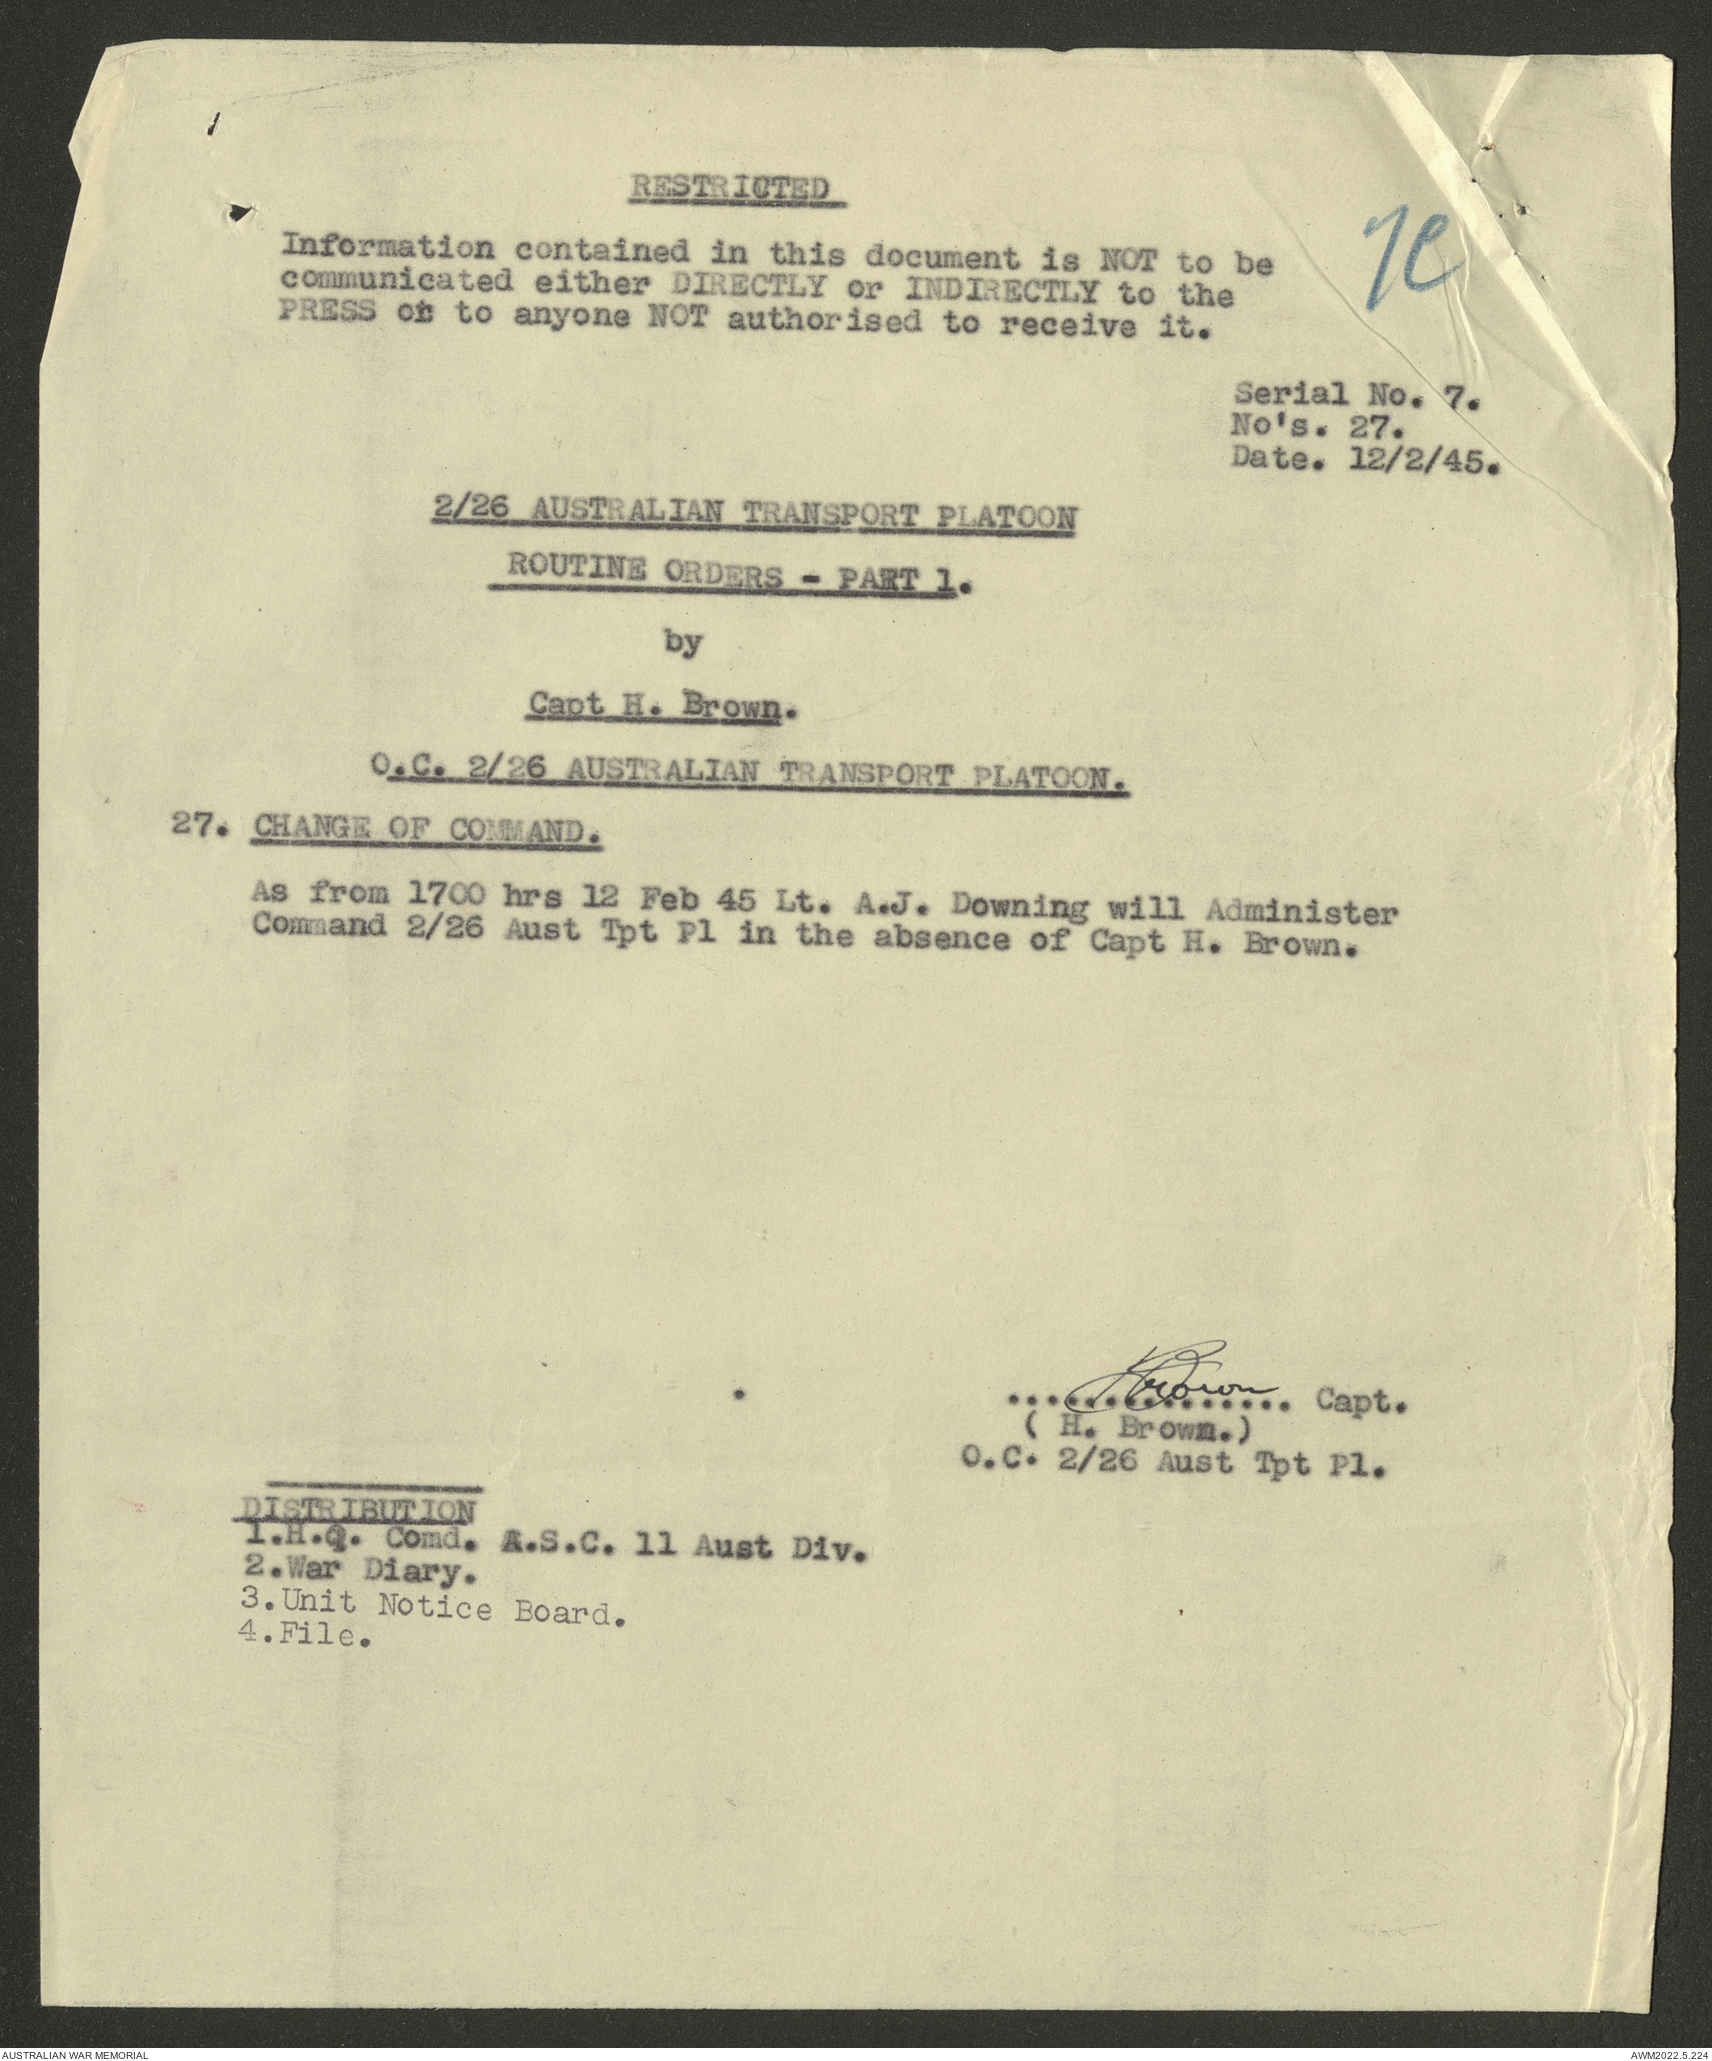 RESTRICTED
7C
Information contained in this document is NOT to be
communicated either DIRECTLY or INDIRECTLY to the
PRESS or to anyone NOT authorised to receive it.
Serial No. 7.
No's. 27.
Date. 12/2/45.
2/26 AUSTRALIAN TRANSPORT PLATOON
ROUTINE ORDERS - PART 1.
by
Capt H. Brown.
O.C. 2/26 AUSTRALIAN TRANSPORT PLATOON.
27. CHANGE OF COMMAND.
As from 1700 hrs 12 Feb 45 Lt. A.J. Downing will Administer
Command 2/26 Aust Tpt Pl in the absence of Capt H. Brown.
HBrown
............... Capt.
( H. Brown.)
O.C. 2/26 Aust Tpt Pl.
DISTRIBUTION
1.H.Q. Comd. A.S.C. 11 Aust Div.
2.War Diary.
3.Unit Notice Board.
4.File.
AUSTRALIAN WAR MEMORIAL
AWM2022.5.224